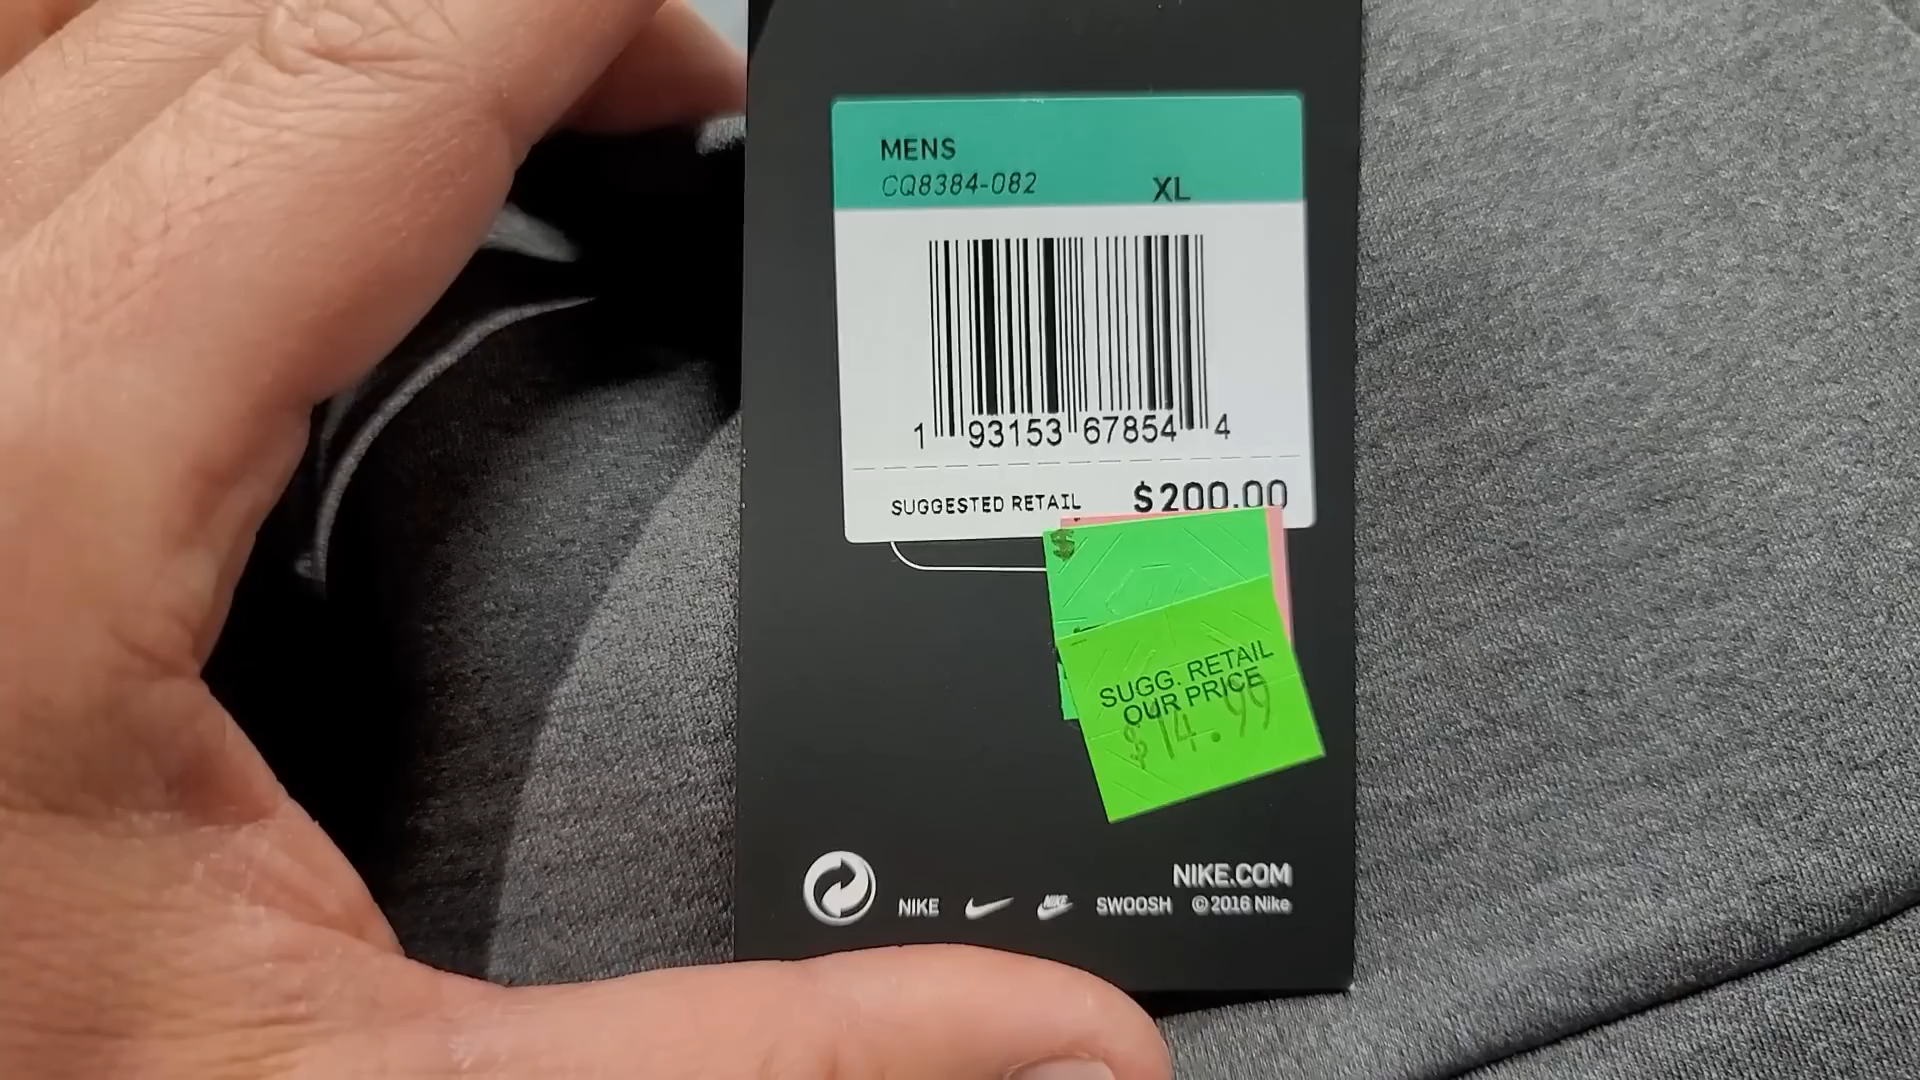 MENS
CQ8384-082 XL
1 93153 67854 4
SUGGESTED RETAIL $200.00
$
SUGG. RETAIL
OUR PRICE
$14.99
NIKE.COM
NIKE NIKE SWOOSH ©2016 Nike